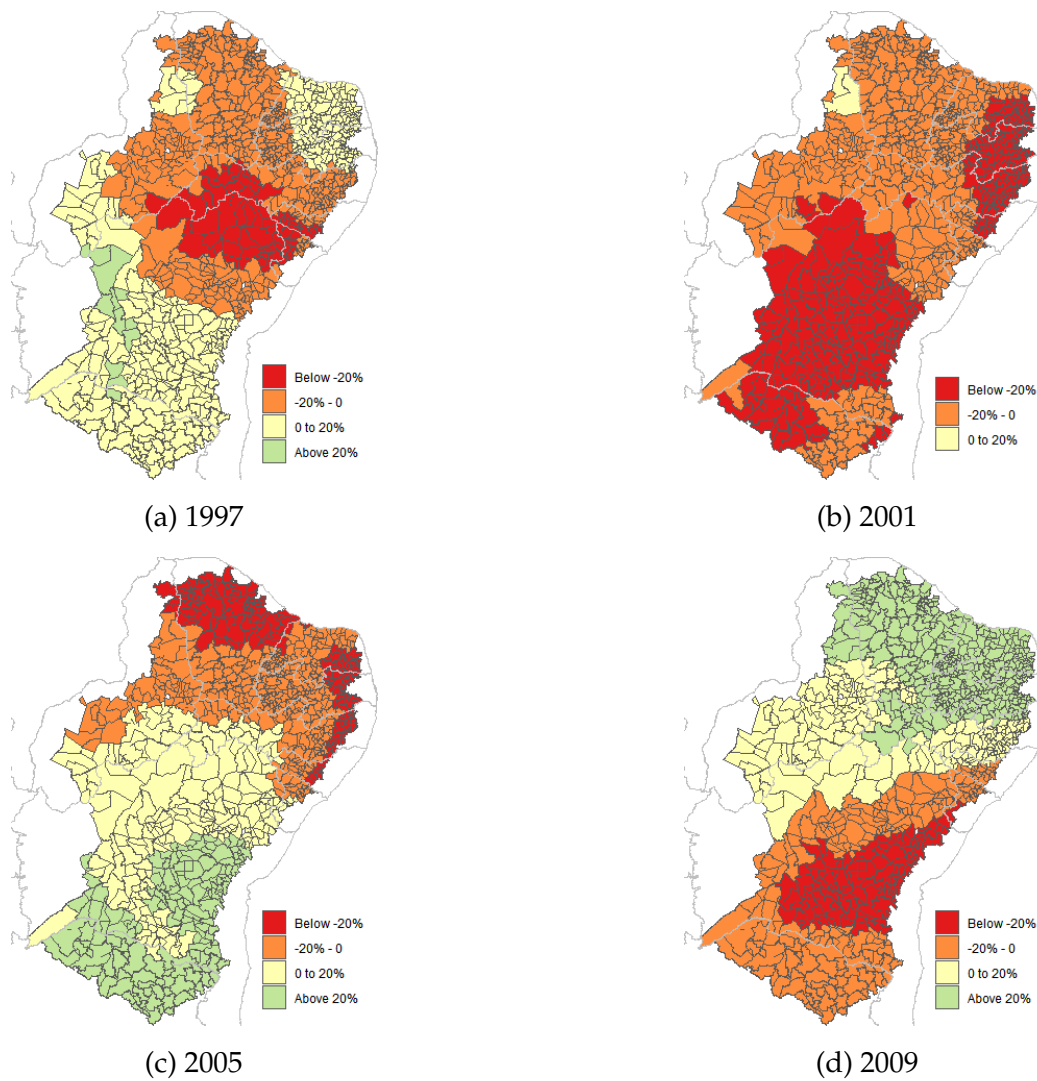 Below -20%
-20% - 0
0 to 20%
Above 20%
(a) 1997
Below -20%
-20% - 0
0 to 20%
(b) 2001
Below -20%
-20% - 0
0 to 20%
Above 20%
(c) 2005
Below -20%
-20% - 0
0 to 20%
Above 20%
(d) 2009